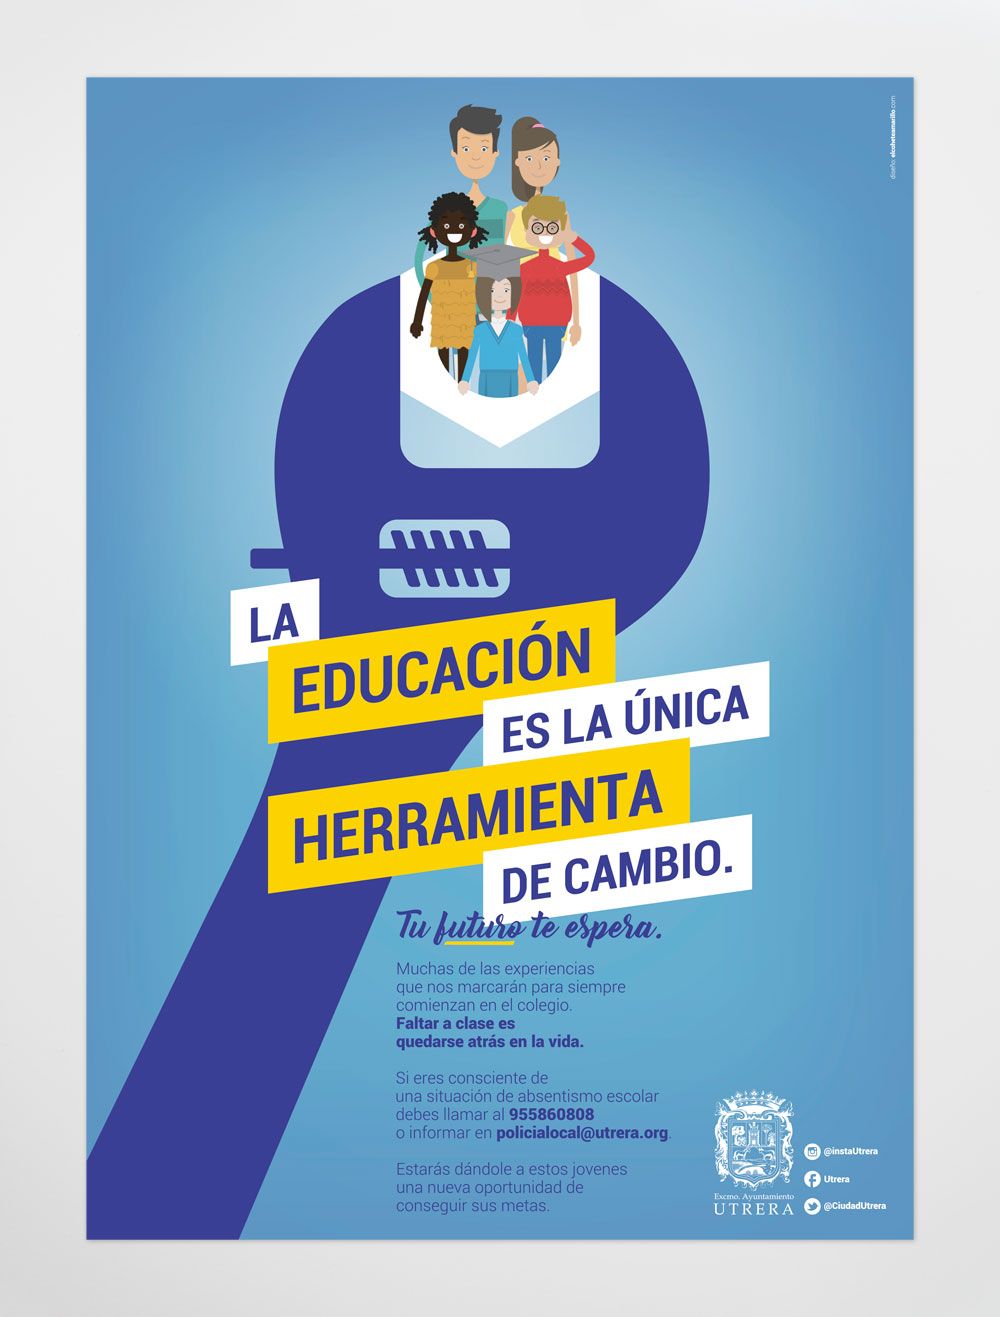 diseño: elcoheteamarillo.com
LA
EDUCACIÓN
ES LA ÚNICA
HERRAMIENTA
DE CAMBIO.
Tu futuro te espera.
Muchas de las experiencias
que nos marcarán para siempre
comienzan en el colegio.
Faltar a clase es
quedarse atrás en la vida.
Si eres consciente de
una situación de absentismo escolar
debes llamar al 955860808
o informar en policialocal@utrera.org.
Estarás dándole a estos jovenes
una nueva oportunidad de
conseguir sus metas.
Excmo. Ayuntamiento
UTRERA
@instaUtrera
Utrera
@CiudadUtrera